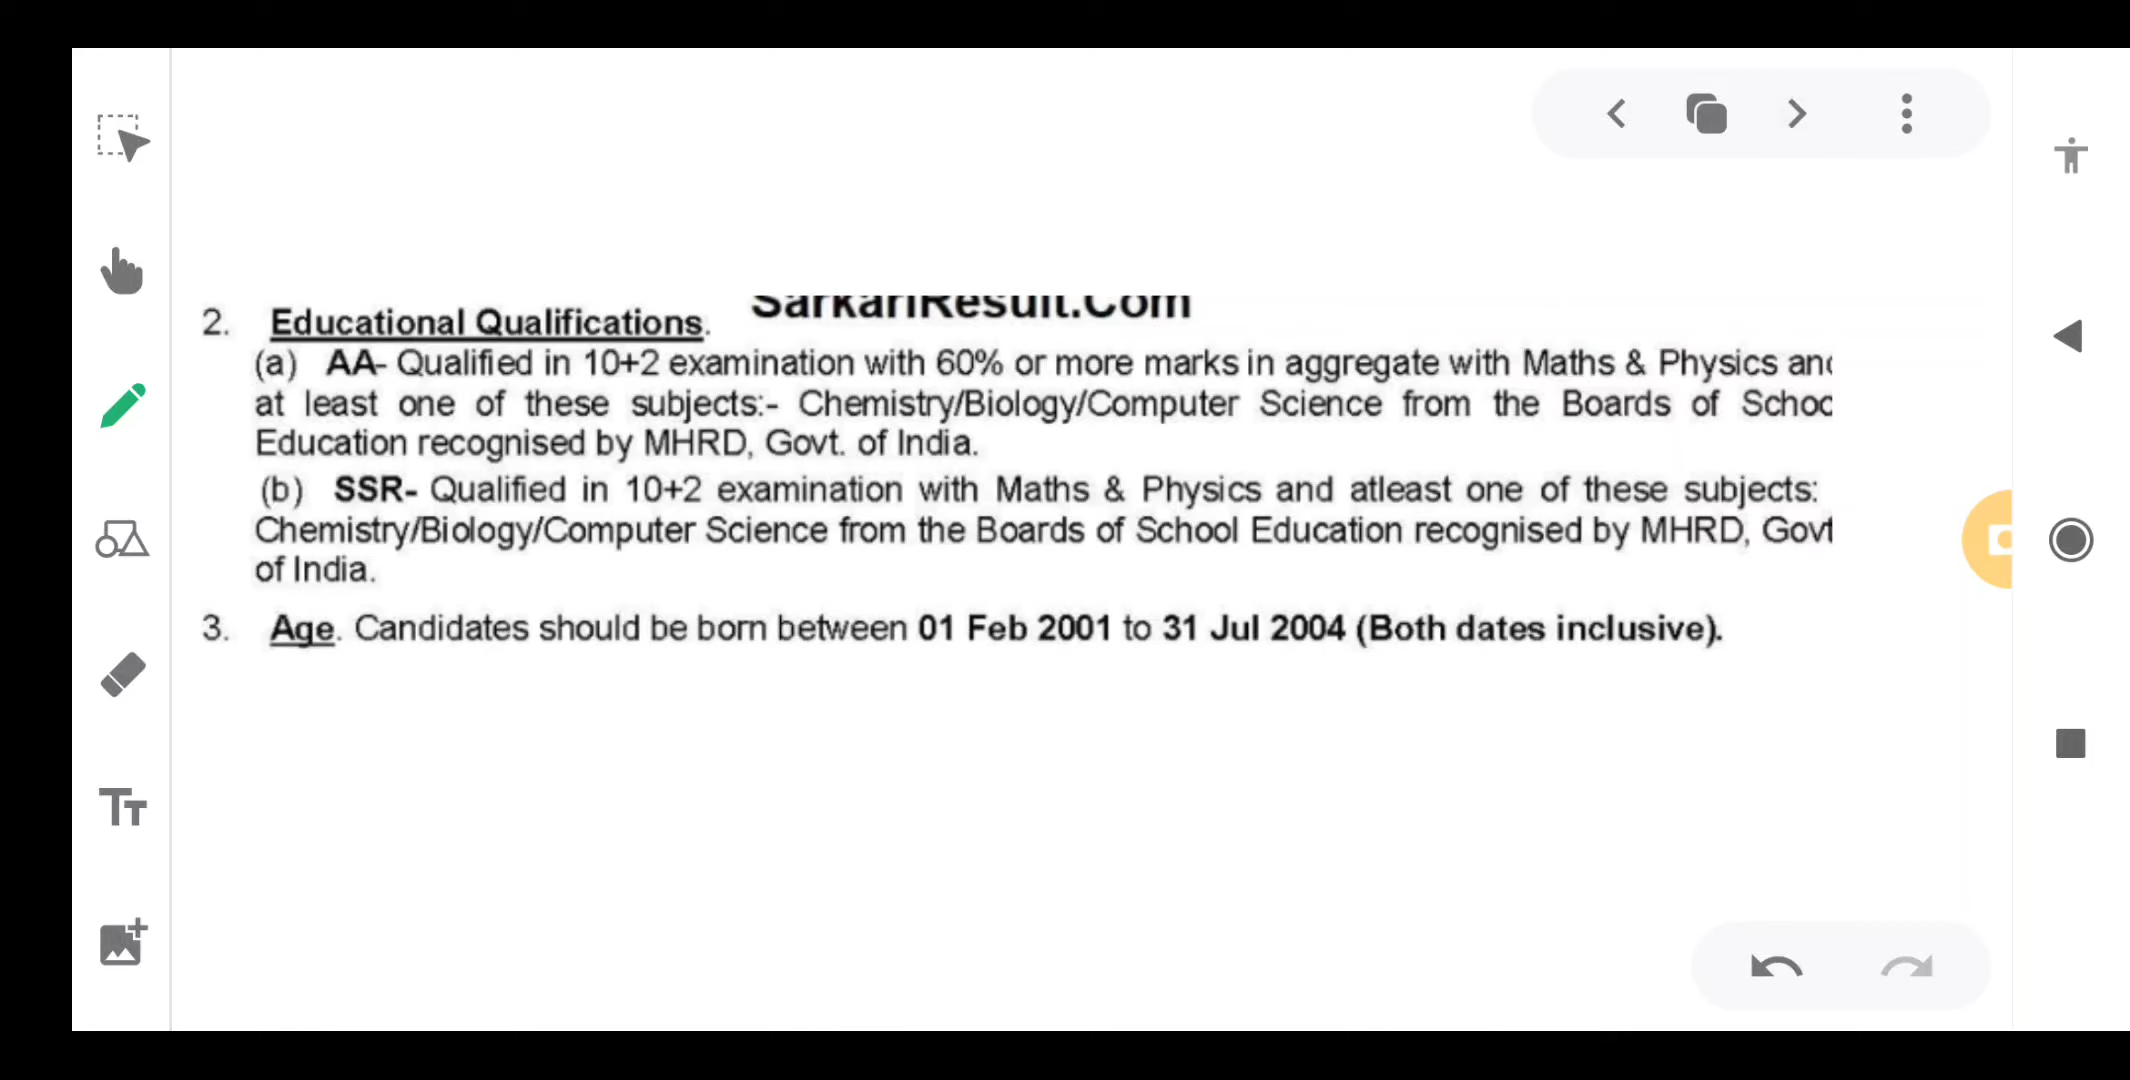 SarkariResult.Com
2. Educational Qualifications.
(a) AA- Qualified in 10+2 examination with 60% or more marks in aggregate with Maths & Physics and
at least one of these subjects:- Chemistry/Biology/Computer Science from the Boards of Schoo
Education recognised by MHRD, Govt. of India.
(b) SSR- Qualified in 10+2 examination with Maths & Physics and atleast one of these subjects:
Chemistry/Biology/Computer Science from the Boards of School Education recognised by MHRD, Govt
of India.
3. Age. Candidates should be born between 01 Feb 2001 to 31 Jul 2004 (Both dates inclusive).
TT